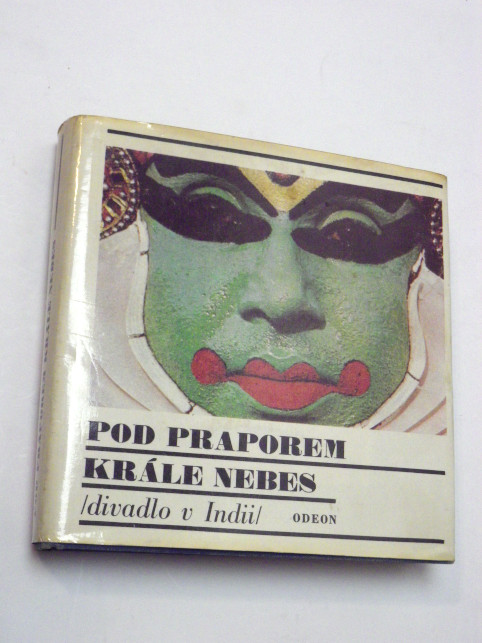 POD PRAPOREM
KRÁLE NEBES
/divadlo v Indii/
ODEON